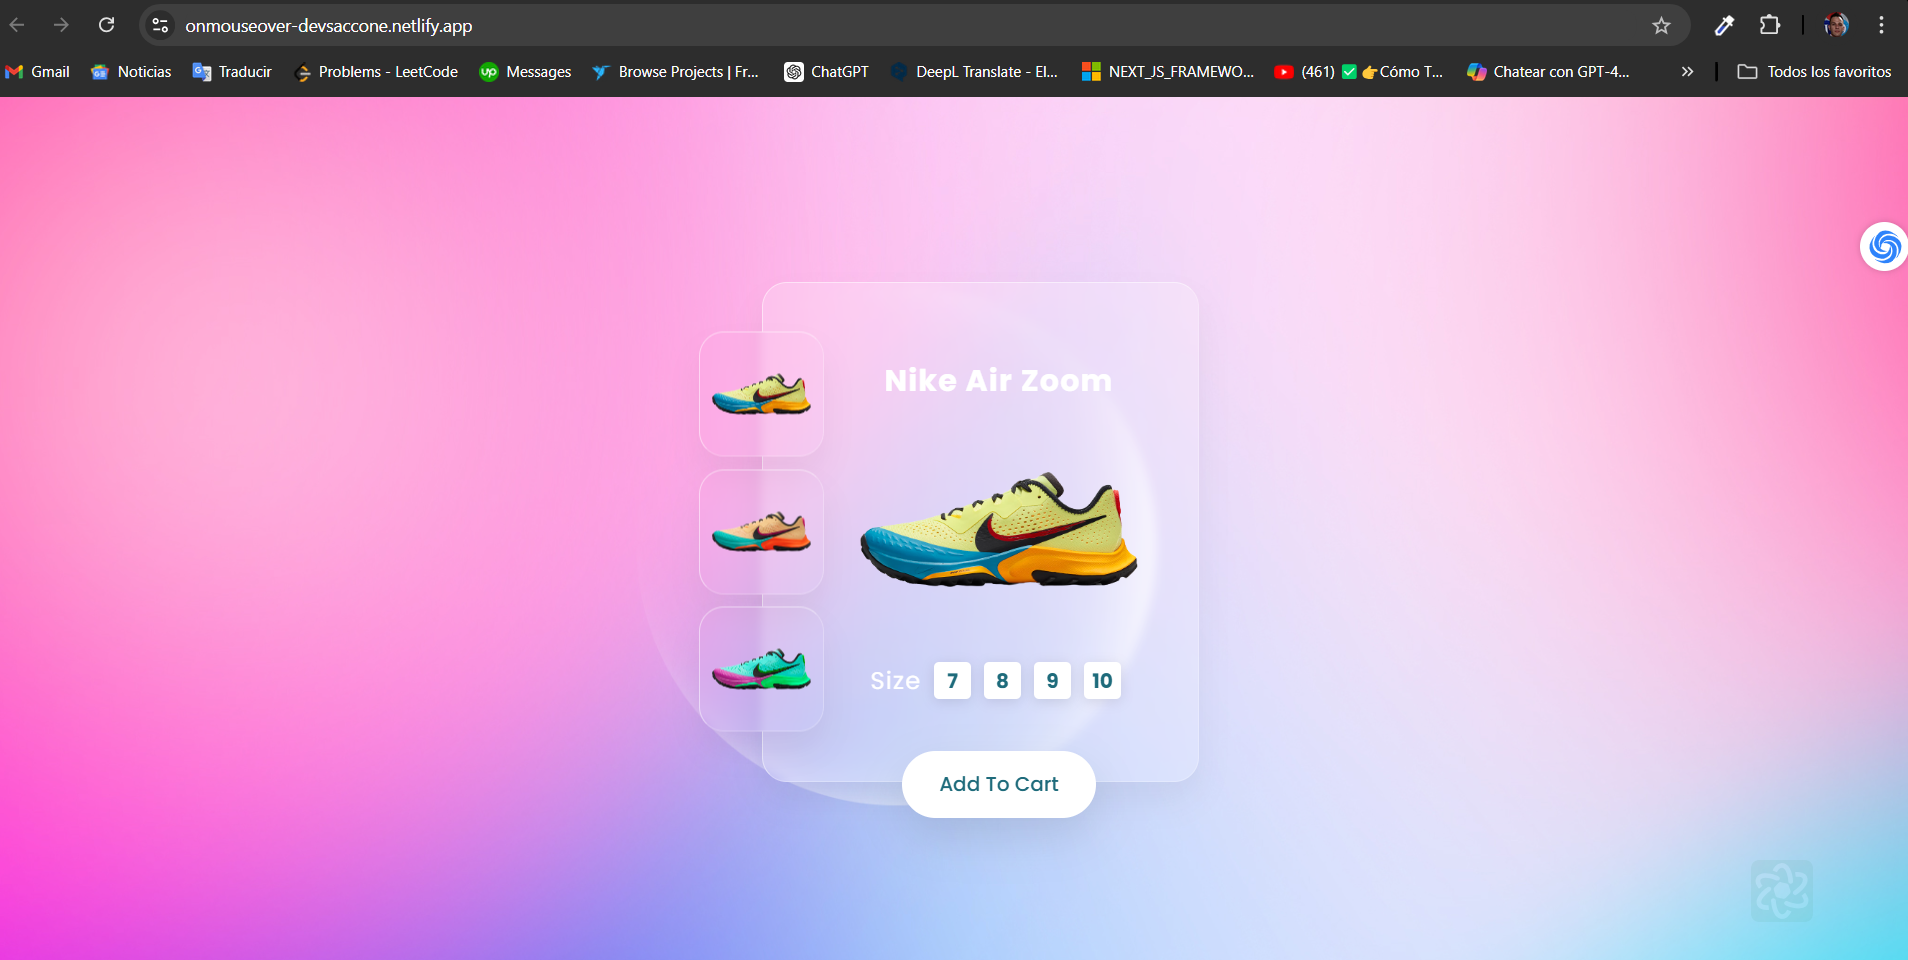 onmouseover-devsaccone.netlify.app
Gmail Noticias Traducir Problems - LeetCode Messages Browse Projects | Fr... ChatGPT DeepL Translate - El... NEXT_JS_FRAMEWO... (461) ✅👉Cómo T... Chatear con GPT-4... Todos los favoritos
Nike Air Zoom
Size 7 8 9 10
Add To Cart